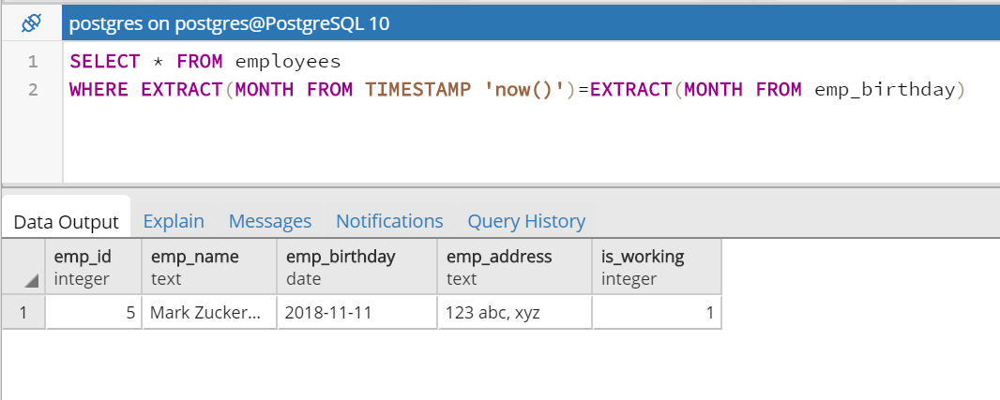 postgres on postgres@PostgreSQL 10
1 SELECT * FROM employees
2 WHERE EXTRACT(MONTH FROM TIMESTAMP 'now()')=EXTRACT(MONTH FROM emp_birthday)
Data Output Explain Messages Notifications Query History
emp_id emp_name emp_birthday emp_address is_working
integer text date text integer
1 5 Mark Zucker... 2018-11-11 123 abc, xyz 1